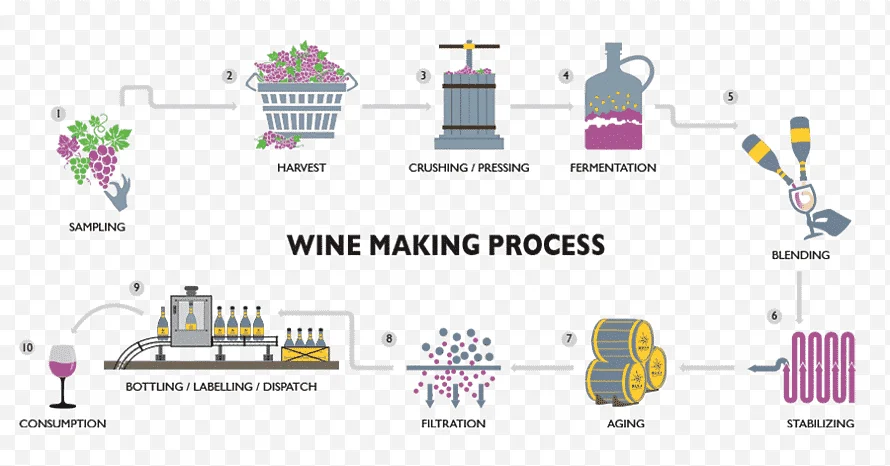 1
SAMPLING
2
HARVEST
3
CRUSHING / PRESSING
4
FERMENTATION
5
BLENDING
WINE MAKING PROCESS
6
STABILIZING
7
AGING
8
FILTRATION
9
BOTTLING / LABELLING / DISPATCH
10
CONSUMPTION